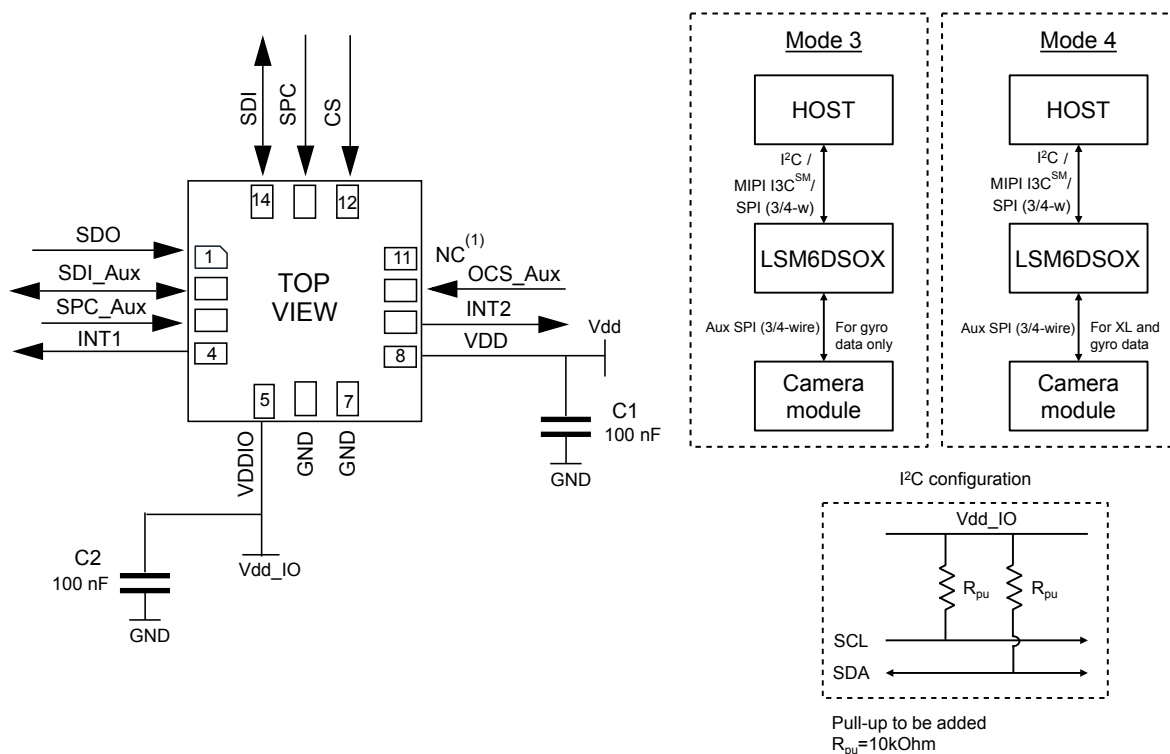 SDI
SPC
CS
14
12
SDO
1
SDI_Aux
SPC_Aux
INT1
4
TOP
VIEW
NC(1)
11
OCS_Aux
INT2
VDD
8
Vdd
5
7
VDDIO
GND
GND
C1
100 nF
GND
C2
100 nF
GND
Vdd_IO
Mode 3
HOST
I²C /
MIPI I3CSM/
SPI (3/4-w)
LSM6DSOX
Aux SPI (3/4-wire)
For gyro
data only
Camera
module
Mode 4
HOST
I²C /
MIPI I3CSM/
SPI (3/4-w)
LSM6DSOX
Aux SPI (3/4-wire)
For XL and
gyro data
Camera
module
I²C configuration
Vdd_IO
Rpu
Rpu
SCL
SDA
Pull-up to be added
Rpu=10kOhm